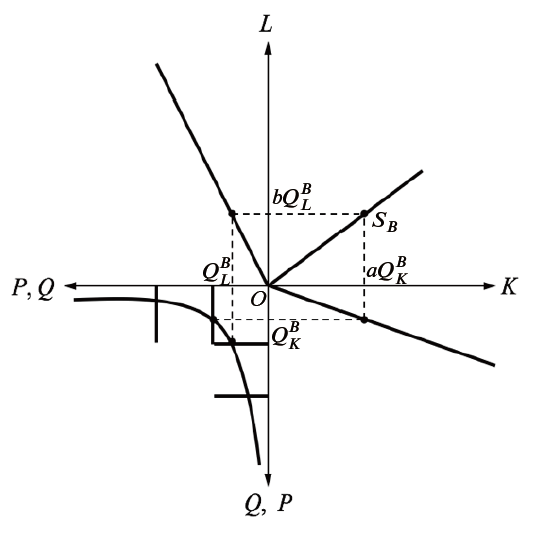 L
bQ_L^B
S_B
Q_L^B
aQ_K^B
P, Q
O
K
Q_K^B
Q, P